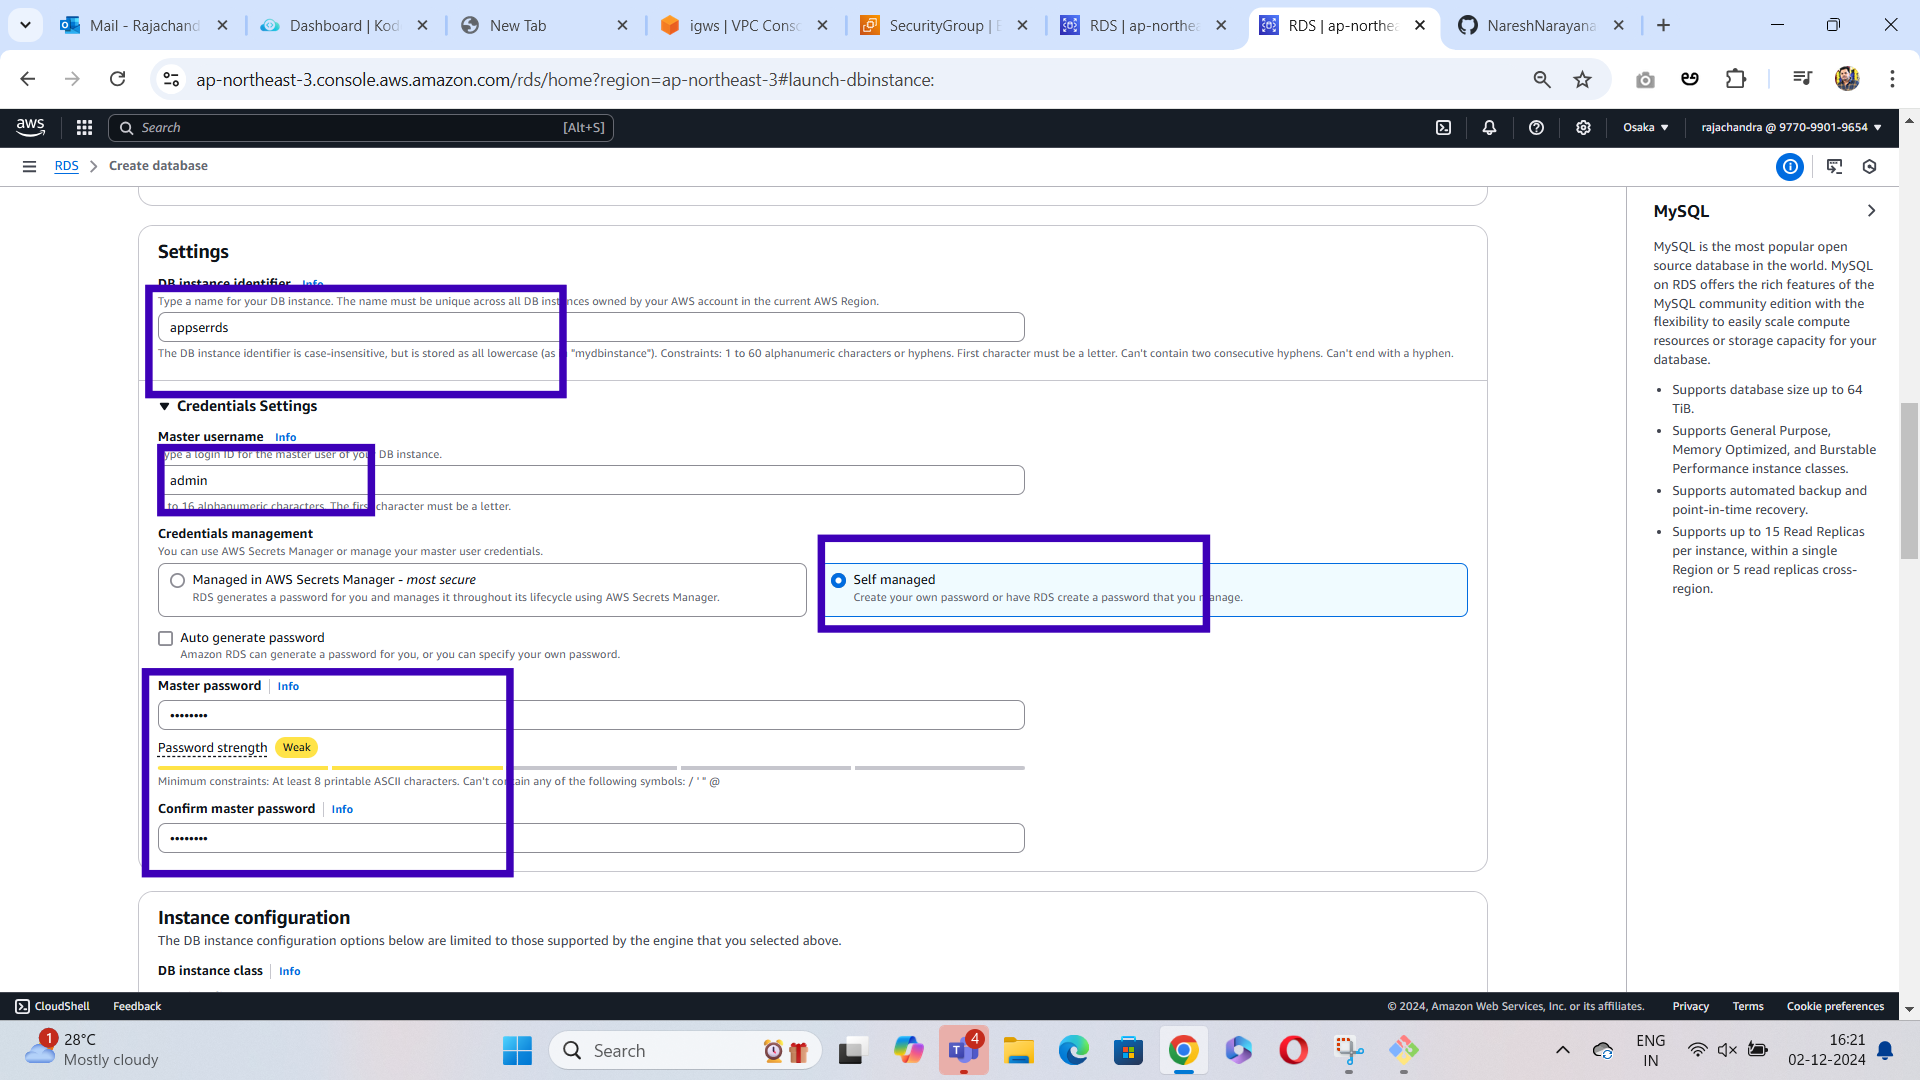 Mail - Rajachand
Dashboard | Kod
New Tab
igws | VPC Consc
SecurityGroup | E
RDS | ap-northea
RDS | ap-northea
NareshNarayana
ap-northeast-3.console.aws.amazon.com/rds/home?region=ap-northeast-3#launch-dbinstance:
aws
Search
[Alt+S]
Osaka
rajachandra @ 9770-9901-9654
RDS
Create database
Settings
DB instance identifier Info
Type a name for your DB instance. The name must be unique across all DB instances owned by your AWS account in the current AWS Region.
appserrds
The DB instance identifier is case-insensitive, but is stored as all lowercase (as "mydbinstance"). Constraints: 1 to 60 alphanumeric characters or hyphens. First character must be a letter. Can't contain two consecutive hyphens. Can't end with a hyphen.
Credentials Settings
Master username Info
ype a login ID for the master user of your DB instance.
admin
to 16 alphanumeric characters. The first character must be a letter.
Credentials management
You can use AWS Secrets Manager or manage your master user credentials.
Managed in AWS Secrets Manager - most secure
RDS generates a password for you and manages it throughout its lifecycle using AWS Secrets Manager.
Self managed
Create your own password or have RDS create a password that you manage.
Auto generate password
Amazon RDS can generate a password for you, or you can specify your own password.
Master password Info
••••••••
Password strength Weak
Minimum constraints: At least 8 printable ASCII characters. Can't contain any of the following symbols: / ' " @
Confirm master password Info
••••••••
Instance configuration
The DB instance configuration options below are limited to those supported by the engine that you selected above.
DB instance class Info
MySQL
MySQL is the most popular open
source database in the world. MySQL
on RDS offers the rich features of the
MySQL community edition with the
flexibility to easily scale compute
resources or storage capacity for your
database.
• Supports database size up to 64
TiB.
• Supports General Purpose,
Memory Optimized, and Burstable
Performance instance classes.
• Supports automated backup and
point-in-time recovery.
• Supports up to 15 Read Replicas
per instance, within a single
Region or 5 read replicas cross-
region.
CloudShell
Feedback
© 2024, Amazon Web Services, Inc. or its affiliates.
Privacy
Terms
Cookie preferences
1
28°C
Mostly cloudy
Search
4
ENG
IN
16:21
02-12-2024